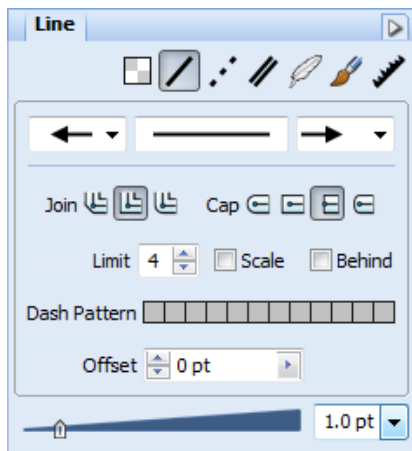 Line
Join Cap
Limit 4 Scale Behind
Dash Pattern
Offset 0 pt
1.0 pt